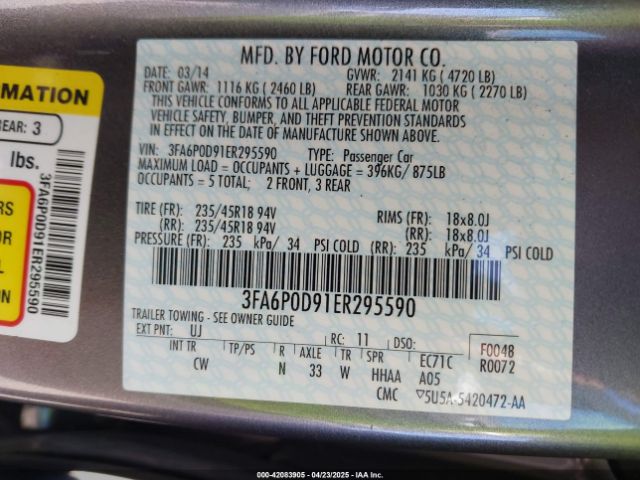 MFD. BY FORD MOTOR CO.
DATE: 03/14 GVWR: 2141 KG ( 4720 LB)
FRONT GAWR: 1116 KG ( 2460 LB) REAR GAWR: 1030 KG ( 2270 LB)
THIS VEHICLE CONFORMS TO ALL APPLICABLE FEDERAL MOTOR
VEHICLE SAFETY, BUMPER, AND THEFT PREVENTION STANDARDS
IN EFFECT ON THE DATE OF MANUFACTURE SHOWN ABOVE.
VIN: 3FA6P0D91ER295590 TYPE: Passenger Car
MAXIMUM LOAD = OCCUPANTS + LUGGAGE = 396KG/ 875LB
OCCUPANTS = 5 TOTAL; 2 FRONT, 3 REAR
TIRE (FR): 235/45R18 94V RIMS (FR): 18x8.0J
(RR): 235/45R18 94V (RR): 18x8.0J
PRESSURE (FR): 235 kPa/ 34 PSI COLD (RR): 235 kPa/ 34 PSI COLD
3FA6P0D91ER295590
TRAILER TOWING - SEE OWNER GUIDE
EXT PNT: UJ RC: 11 DSO: F0048
R0072
INT TR TP/PS R AXLE TR SPR EC71C
CW N 33 W HHAA A05
CMC ▽5U5A-5420472-AA
MATION
REAR: 3
lbs.
3FA6P0D91ER295590
RS
OR
L
ON
000-42083905 - 04/23/2025 - Copyright IAAI, Inc.